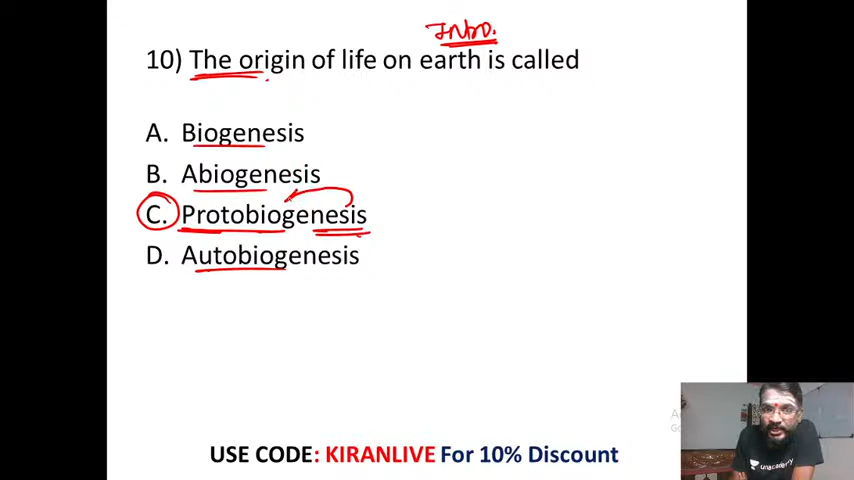 Intro.
10) The origin of life on earth is called
A. Biogenesis
B. Abiogenesis
C. Protobiogenesis
D. Autobiogenesis
unacademy
USE CODE: KIRANLIVE For 10% Discount